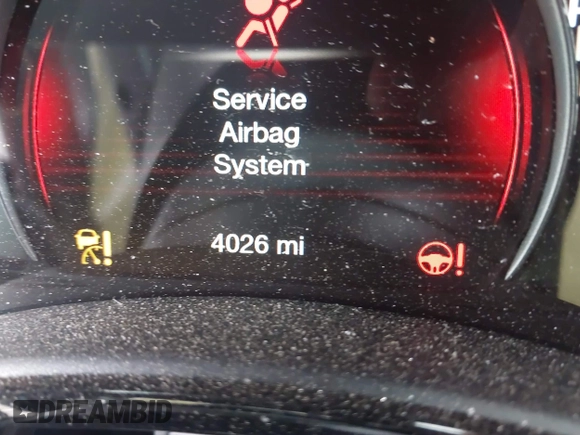 Service
Airbag
System
4026 mi
DREAMBID